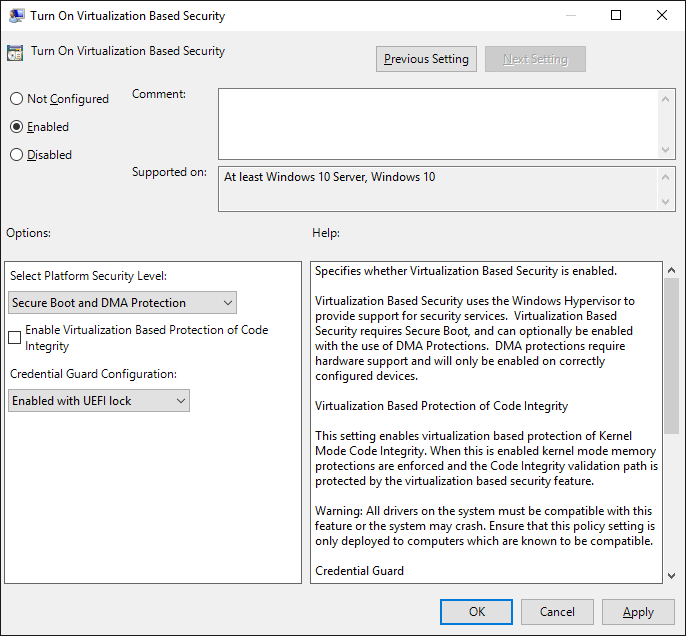 Turn On Virtualization Based Security
Turn On Virtualization Based Security
Previous Setting
Next Setting
Not Configured
Enabled
Disabled
Comment:
Supported on:
At least Windows 10 Server, Windows 10
Options:
Help:
Select Platform Security Level:
Secure Boot and DMA Protection
Enable Virtualization Based Protection of Code
Integrity
Credential Guard Configuration:
Enabled with UEFI lock
Specifies whether Virtualization Based Security is enabled.
Virtualization Based Security uses the Windows Hypervisor to
provide support for security services.  Virtualization Based
Security requires Secure Boot, and can optionally be enabled
with the use of DMA Protections.  DMA protections require
hardware support and will only be enabled on correctly
configured devices.
Virtualization Based Protection of Code Integrity
This setting enables virtualization based protection of Kernel
Mode Code Integrity. When this is enabled kernel mode memory
protections are enforced and the Code Integrity validation path is
protected by the virtualization based security feature.
Warning: All drivers on the system must be compatible with this
feature or the system may crash. Ensure that this policy setting is
only deployed to computers which are known to be compatible.
Credential Guard
OK
Cancel
Apply